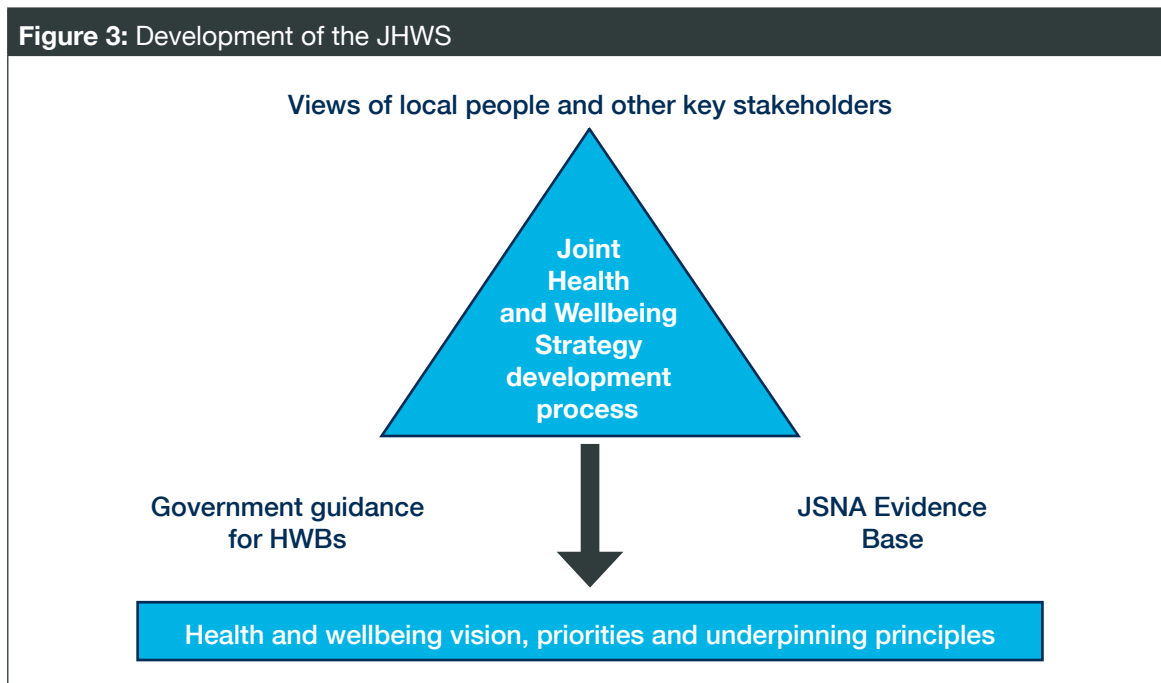 Figure 3: Development of the JHWS
Views of local people and other key stakeholders
Joint
Health
and Wellbeing
Strategy
development
process
Government guidance
for HWBs
JSNA Evidence
Base
Health and wellbeing vision, priorities and underpinning principles